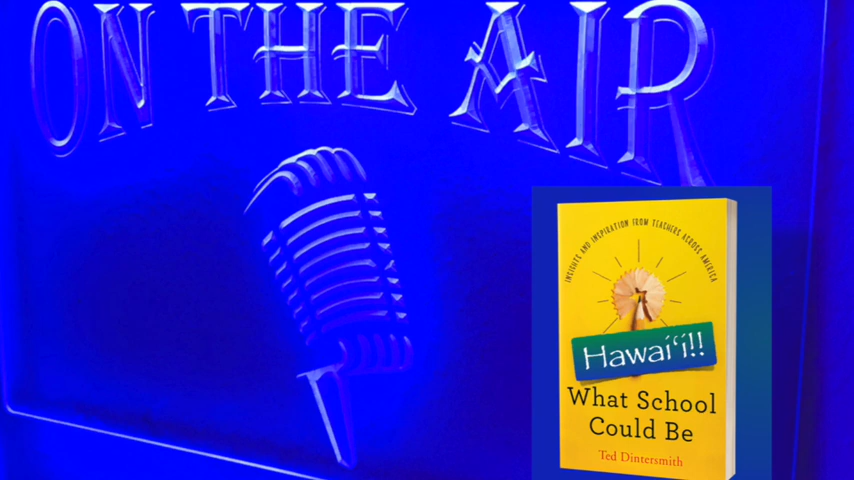 ON THE AIR
INSIGHTS AND INSPIRATION FROM TEACHERS ACROSS AMERICA
Hawaiʻi!!
What School
Could Be
Ted Dintersmith